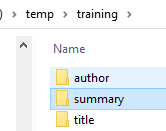 ) > temp > training >
Name
author
summary
title